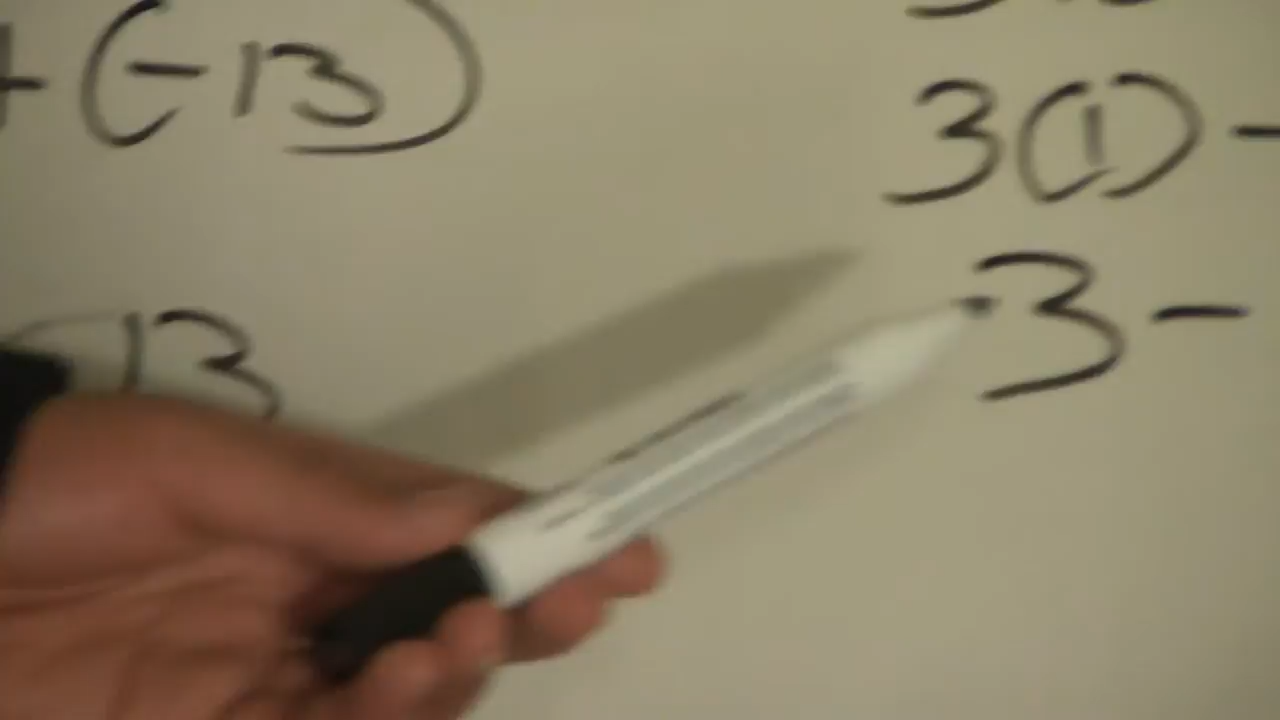 + (-13)
3(1) -
3 -
13